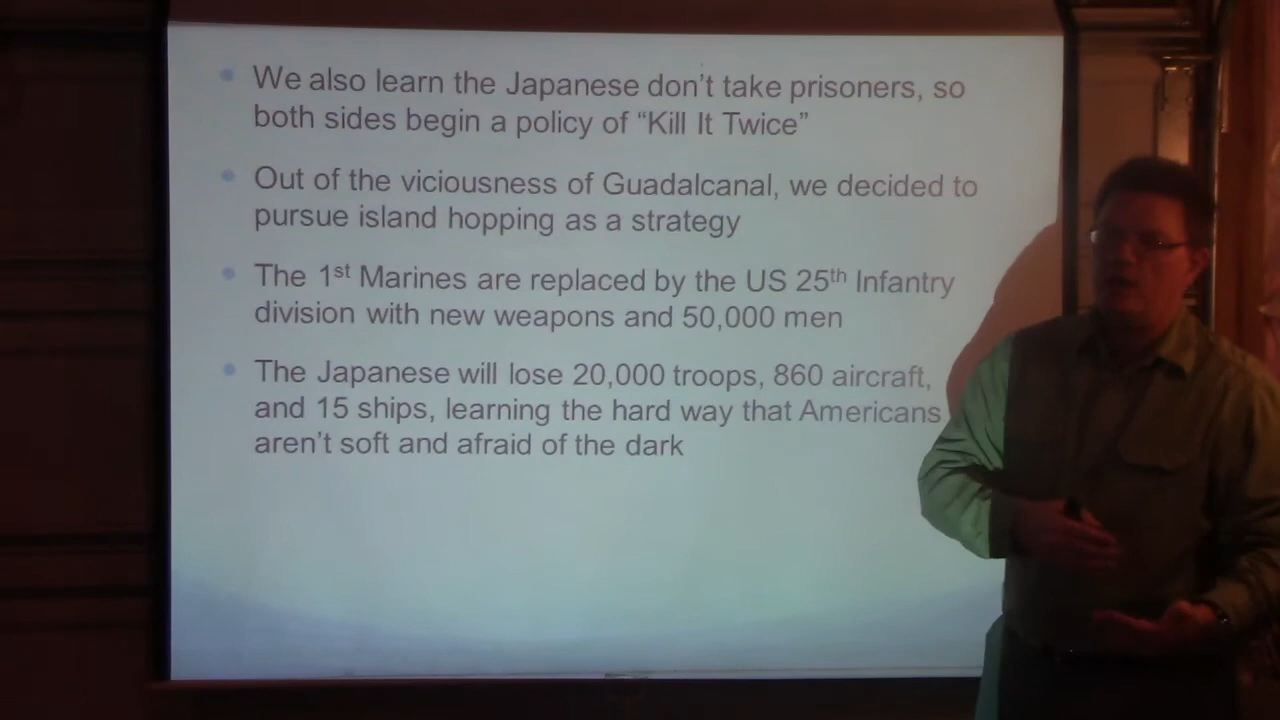 We also learn the Japanese don't take prisoners, so
both sides begin a policy of “Kill It Twice”
Out of the viciousness of Guadalcanal, we decided to
pursue island hopping as a strategy
The 1st Marines are replaced by the US 25th Infantry
division with new weapons and 50,000 men
The Japanese will lose 20,000 troops, 860 aircraft,
and 15 ships, learning the hard way that Americans
aren't soft and afraid of the dark